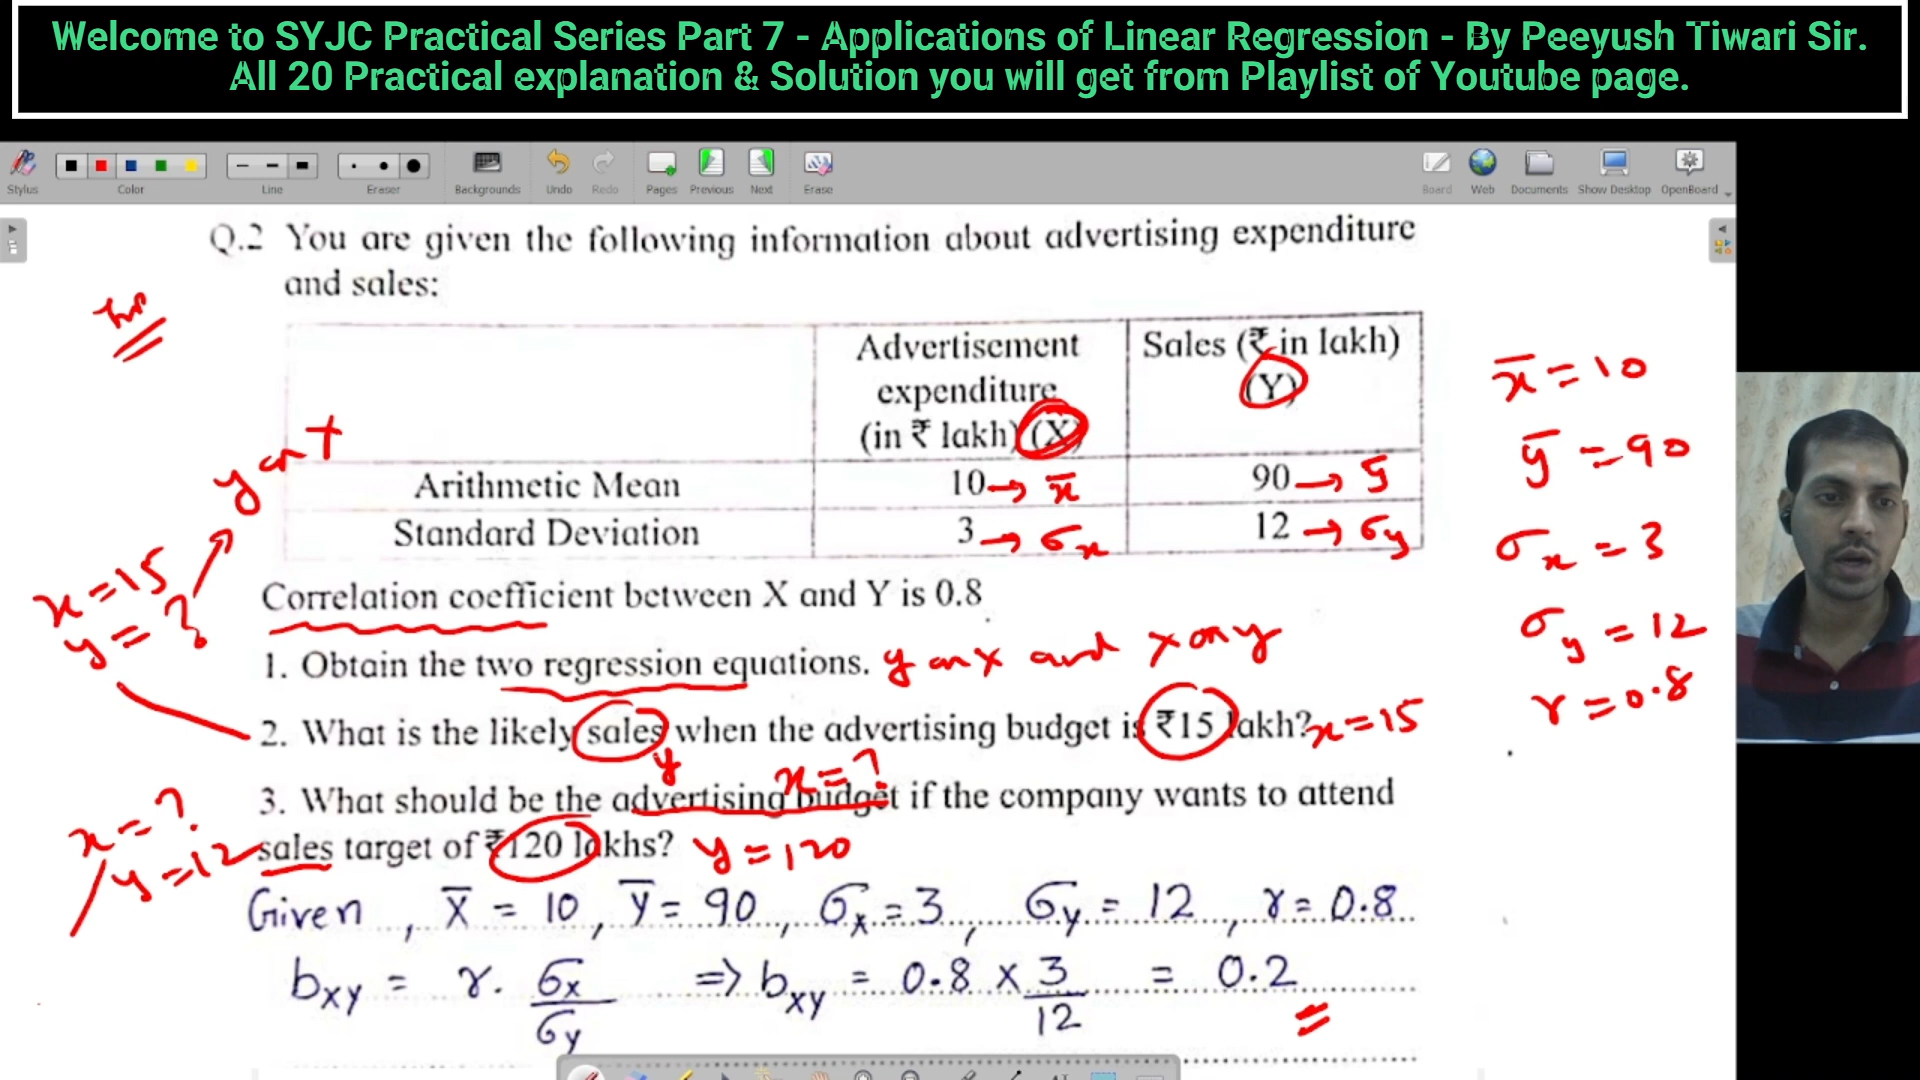 Welcome to SYJC Practical Series Part 7 - Applications of Linear Regression - By Peeyush Tiwari Sir.
All 20 Practical explanation & Solution you will get from Playlist of Youtube page.
Stylus Color Line Eraser Backgrounds Undo Redo Pages Previous Next Erase Board Web Documents Show Desktop OpenBoard
Q.2 You are given the following information about advertising expenditure
and sales:
Advertisement expenditure (in ₹ lakh) (X)
Sales (₹ in lakh) (Y)
Arithmetic Mean 10 → x̄ 90 → ȳ
Standard Deviation 3 → σx 12 → σy
x̄ = 10
ȳ = 90
σx = 3
σy = 12
r = 0.8
y on x
x = 15
y = ?
Correlation coefficient between X and Y is 0.8
1. Obtain the two regression equations. y on x and x on y
2. What is the likely sales when the advertising budget is ₹15 lakh? x = 15
y x = ?
3. What should be the advertising budget if the company wants to attend
sales target of ₹120 lakhs? y = 120
x = ?
y = 12
Given, X̄ = 10, Ȳ = 90, σx = 3, σy = 12, r = 0.8
bxy = r. σx/σy => bxy = 0.8 × 3/12 = 0.2